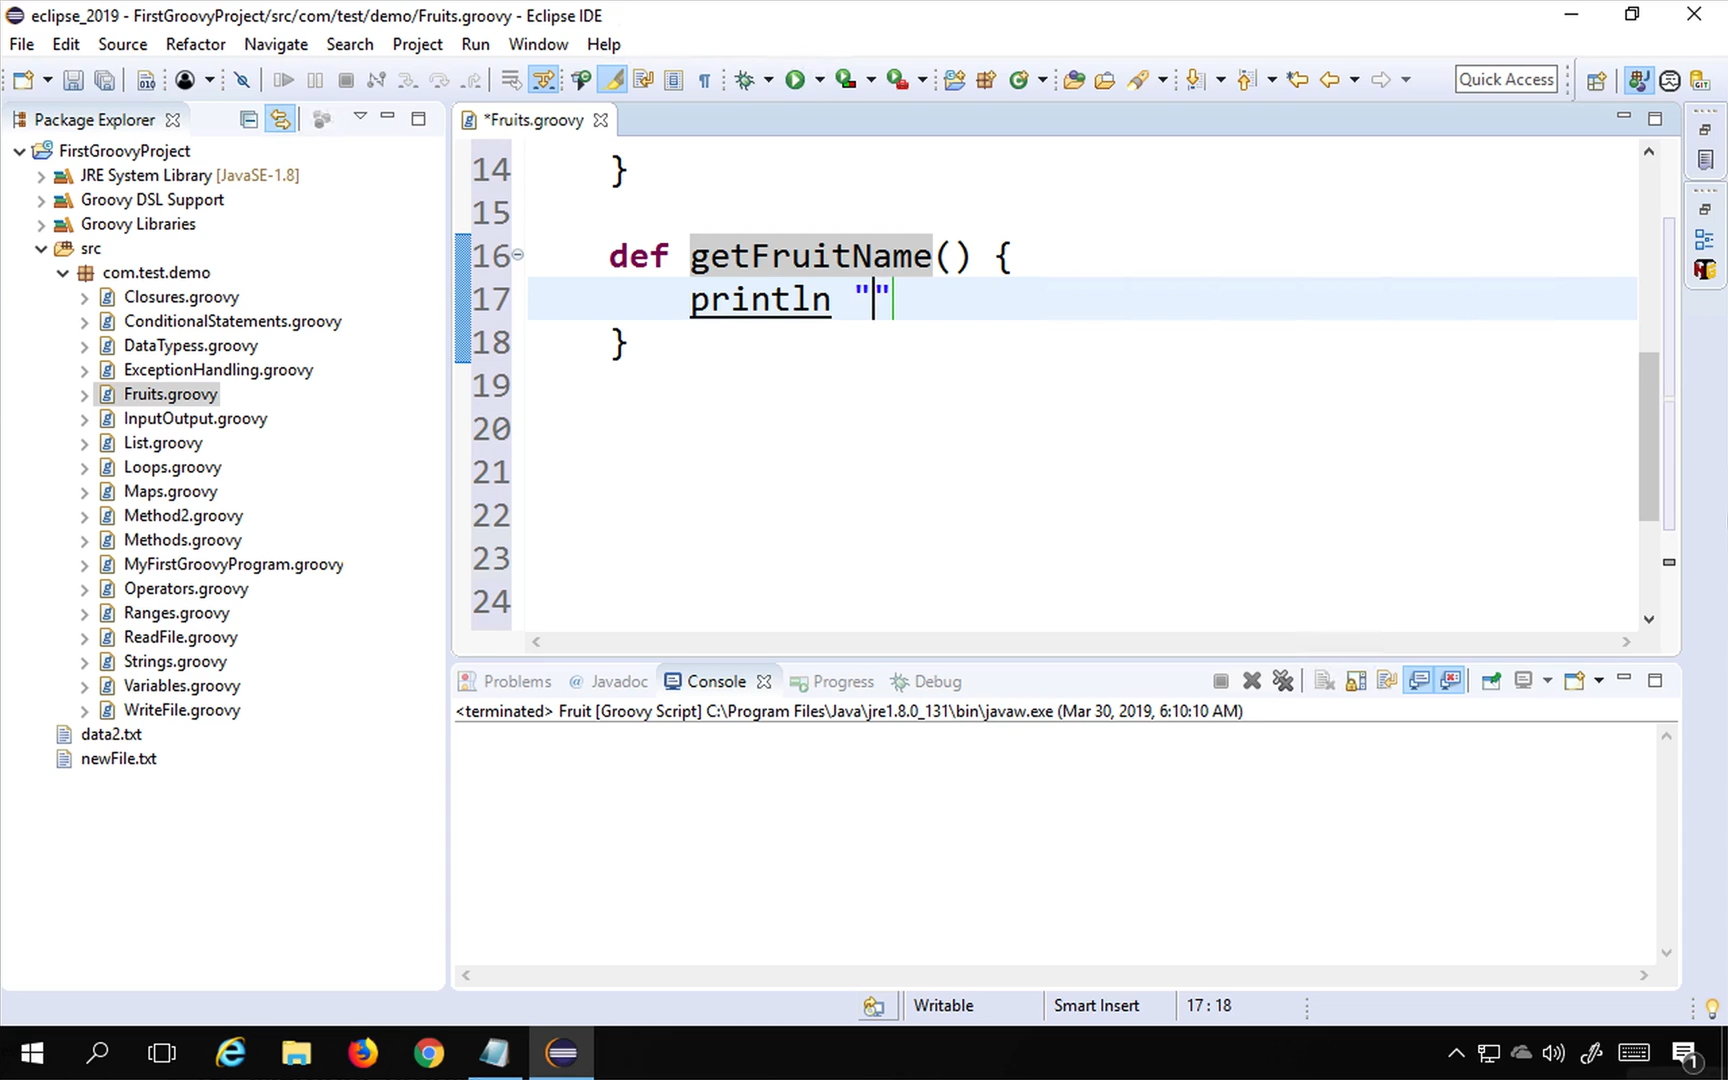 eclipse_2019 - FirstGroovyProject/src/com/test/demo/Fruits.groovy - Eclipse IDE
File Edit Source Refactor Navigate Search Project Run Window Help
Quick Access
Package Explorer
*Fruits.groovy
FirstGroovyProject
JRE System Library [JavaSE-1.8]
Groovy DSL Support
Groovy Libraries
src
com.test.demo
Closures.groovy
ConditionalStatements.groovy
DataTypess.groovy
ExceptionHandling.groovy
Fruits.groovy
InputOutput.groovy
List.groovy
Loops.groovy
Maps.groovy
Method2.groovy
Methods.groovy
MyFirstGroovyProgram.groovy
Operators.groovy
Ranges.groovy
ReadFile.groovy
Strings.groovy
Variables.groovy
WriteFile.groovy
data2.txt
newFile.txt
14 }
15
16 def getFruitName() {
17 println ""
18 }
19
20
21
22
23
24
Problems @ Javadoc Console Progress Debug
<terminated> Fruit [Groovy Script] C:\Program Files\Java\jre1.8.0_131\bin\javaw.exe (Mar 30, 2019, 6:10:10 AM)
Writable Smart Insert 17 : 18
1